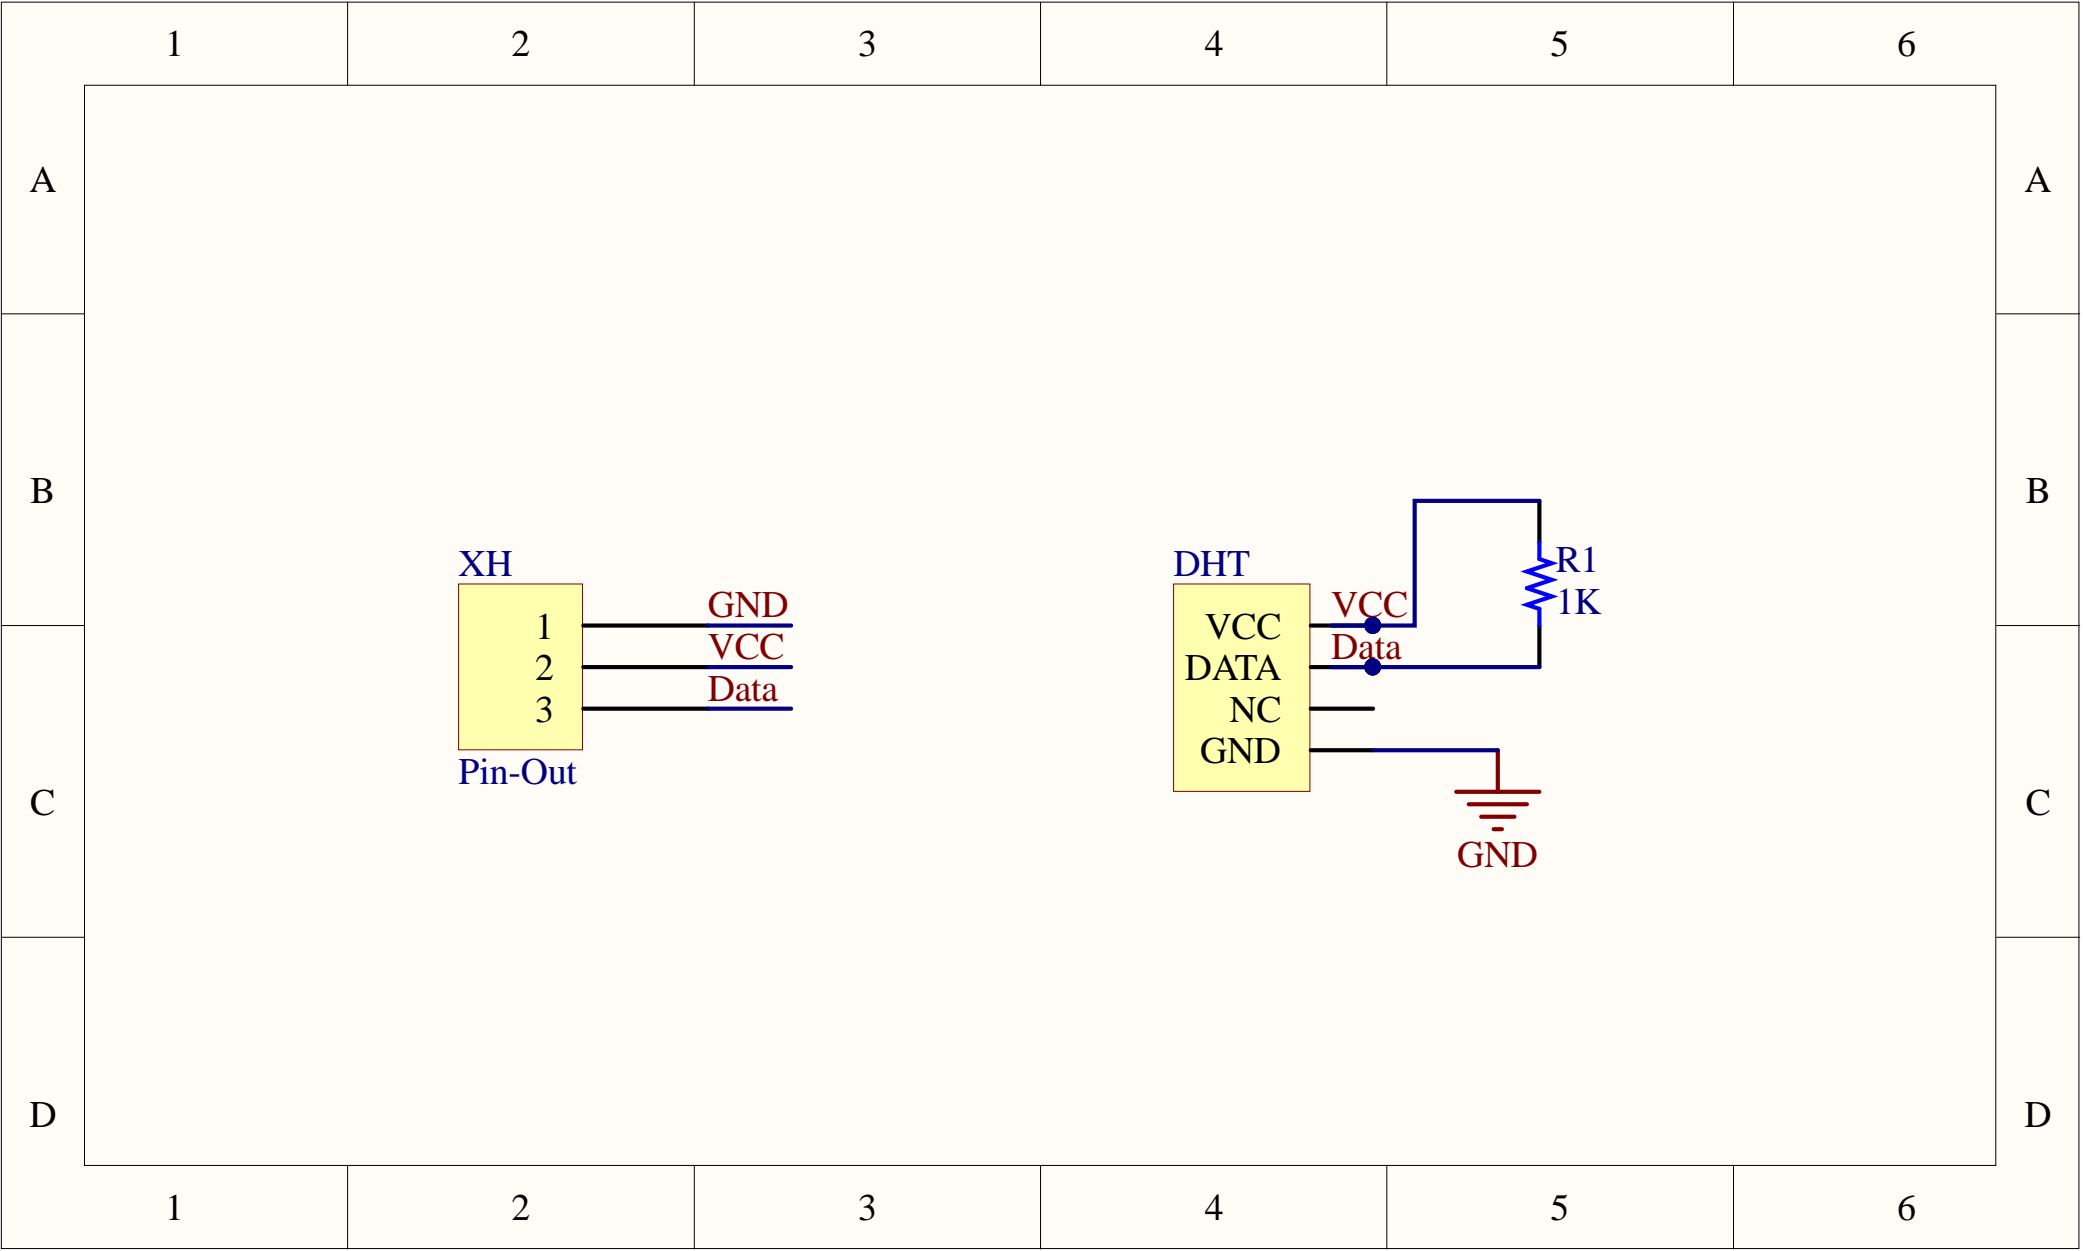 1 2 3 4 5 6
A A
B B
XH
1 GND
2 VCC
3 Data
Pin-Out
DHT
VCC VCC
DATA Data
NC
GND
R1
1K
GND
C C
D D
1 2 3 4 5 6